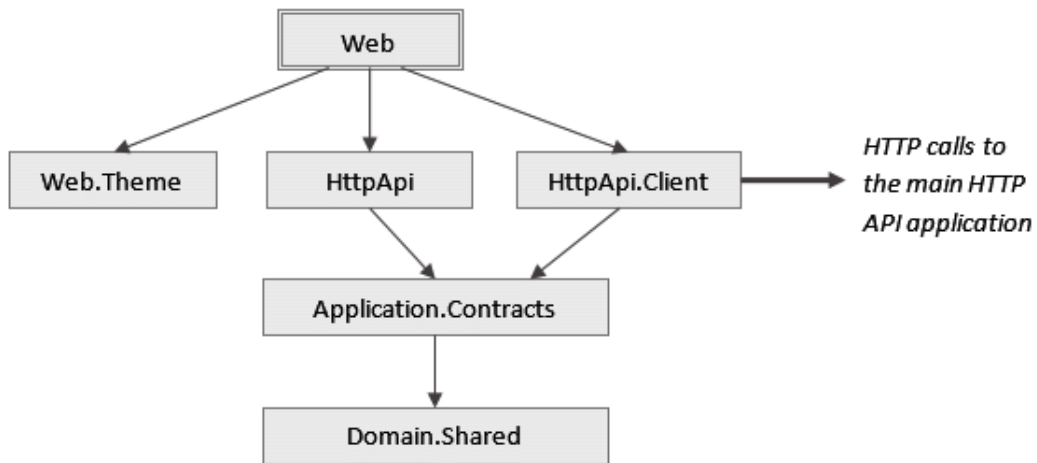 Web
Web.Theme
HttpApi
HttpApi.Client
HTTP calls to
the main HTTP
API application
Application.Contracts
Domain.Shared